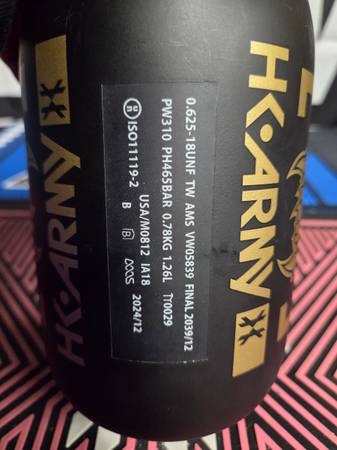 HK ARMY
0.625-18UNF TW AMS VW05839 FINAL 2039/12
PW310 PH465BAR 0.78KG 1.26L
ISO11119-2 USA/M0812 IA18
B 2024/12
HK ARMY